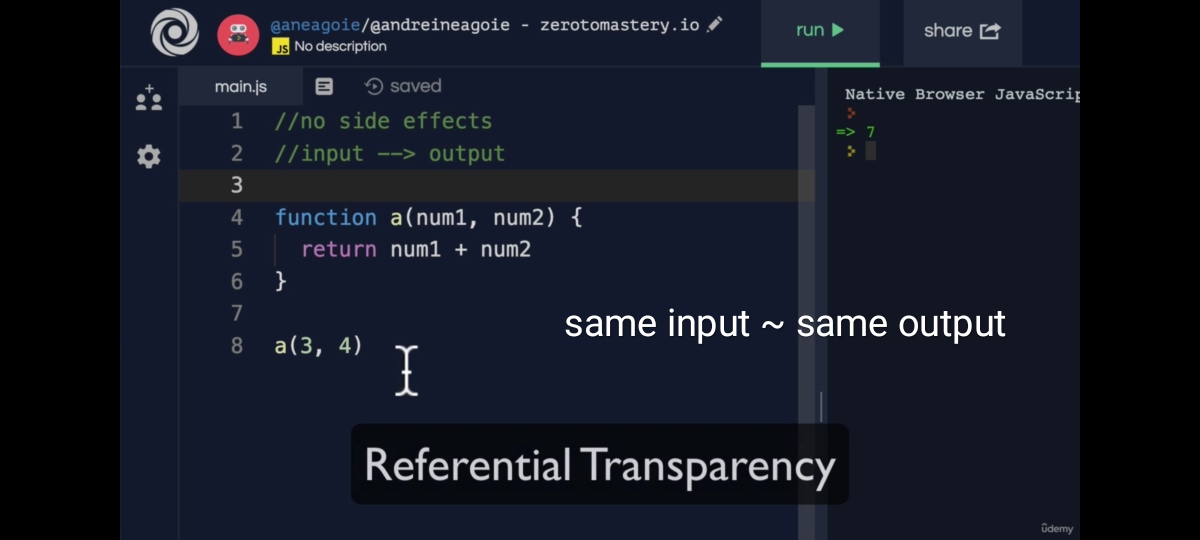 @aneagoie/@andreineagoie - zerotomastery.io
JS No description
run
share
main.js
saved
Native Browser JavaScrip
=> 7
1 //no side effects
2 //input --> output
3
4 function a(num1, num2) {
5 return num1 + num2
6 }
7
8 a(3, 4)
same input ~ same output
Referential Transparency
ûdemy